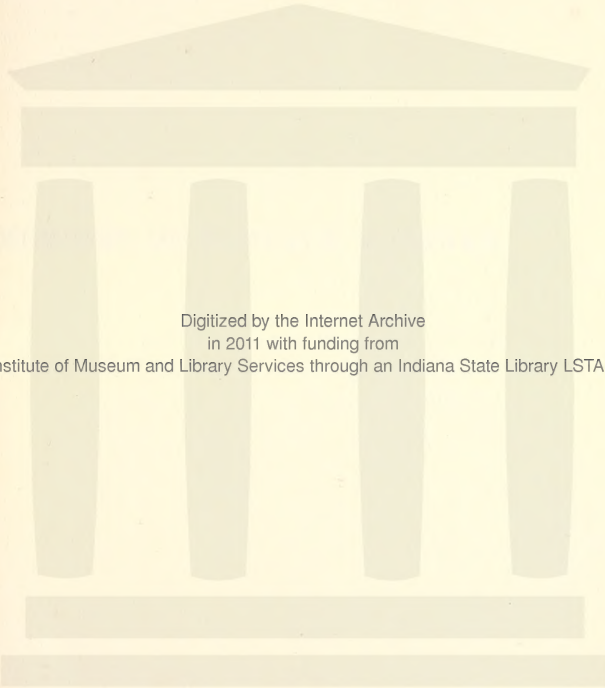 Digitized by the Internet Archive
in 2011 with funding from
nstitute of Museum and Library Services through an Indiana State Library LSTA